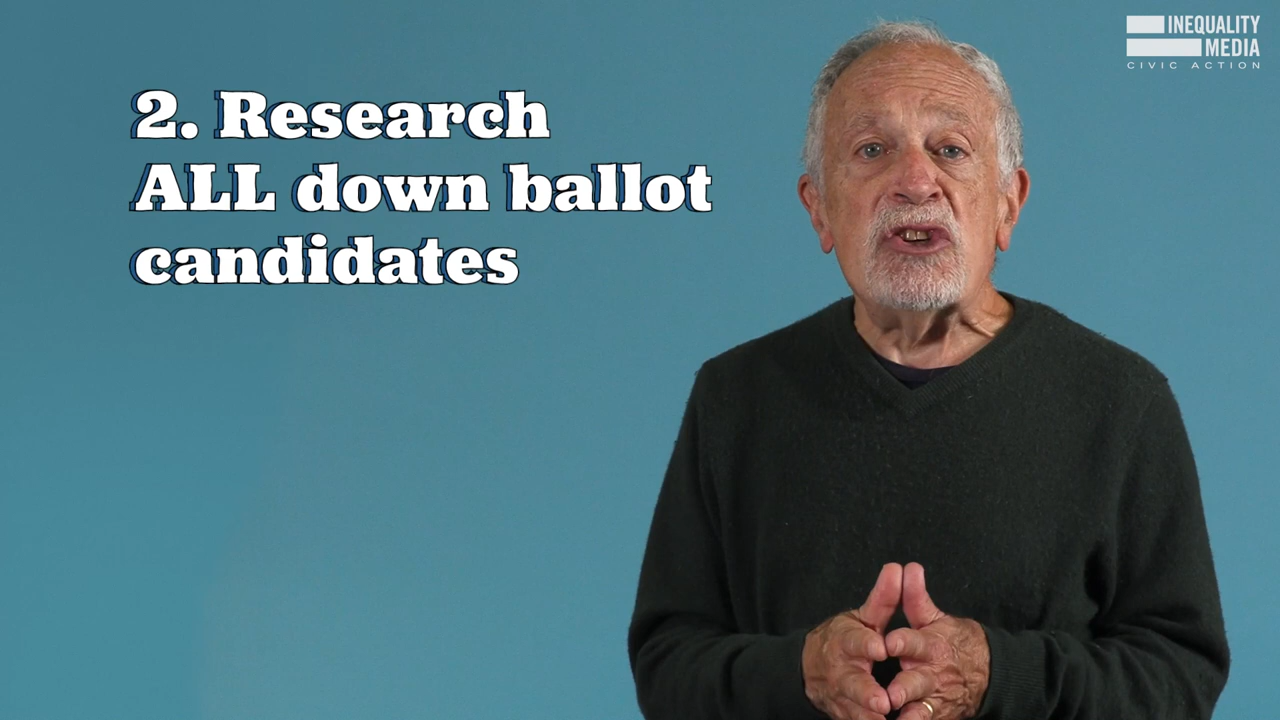 2. Research
ALL down ballot
candidates
INEQUALITY
MEDIA
CIVIC ACTION